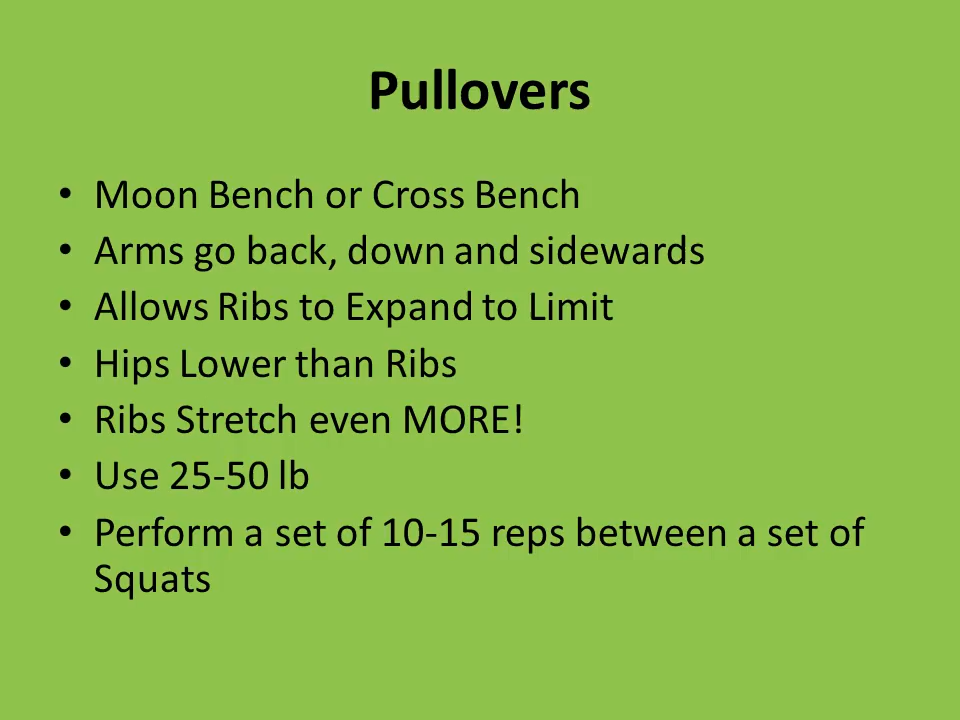 Pullovers
• Moon Bench or Cross Bench
• Arms go back, down and sidewards
• Allows Ribs to Expand to Limit
• Hips Lower than Ribs
• Ribs Stretch even MORE!
• Use 25-50 lb
• Perform a set of 10-15 reps between a set of
Squats